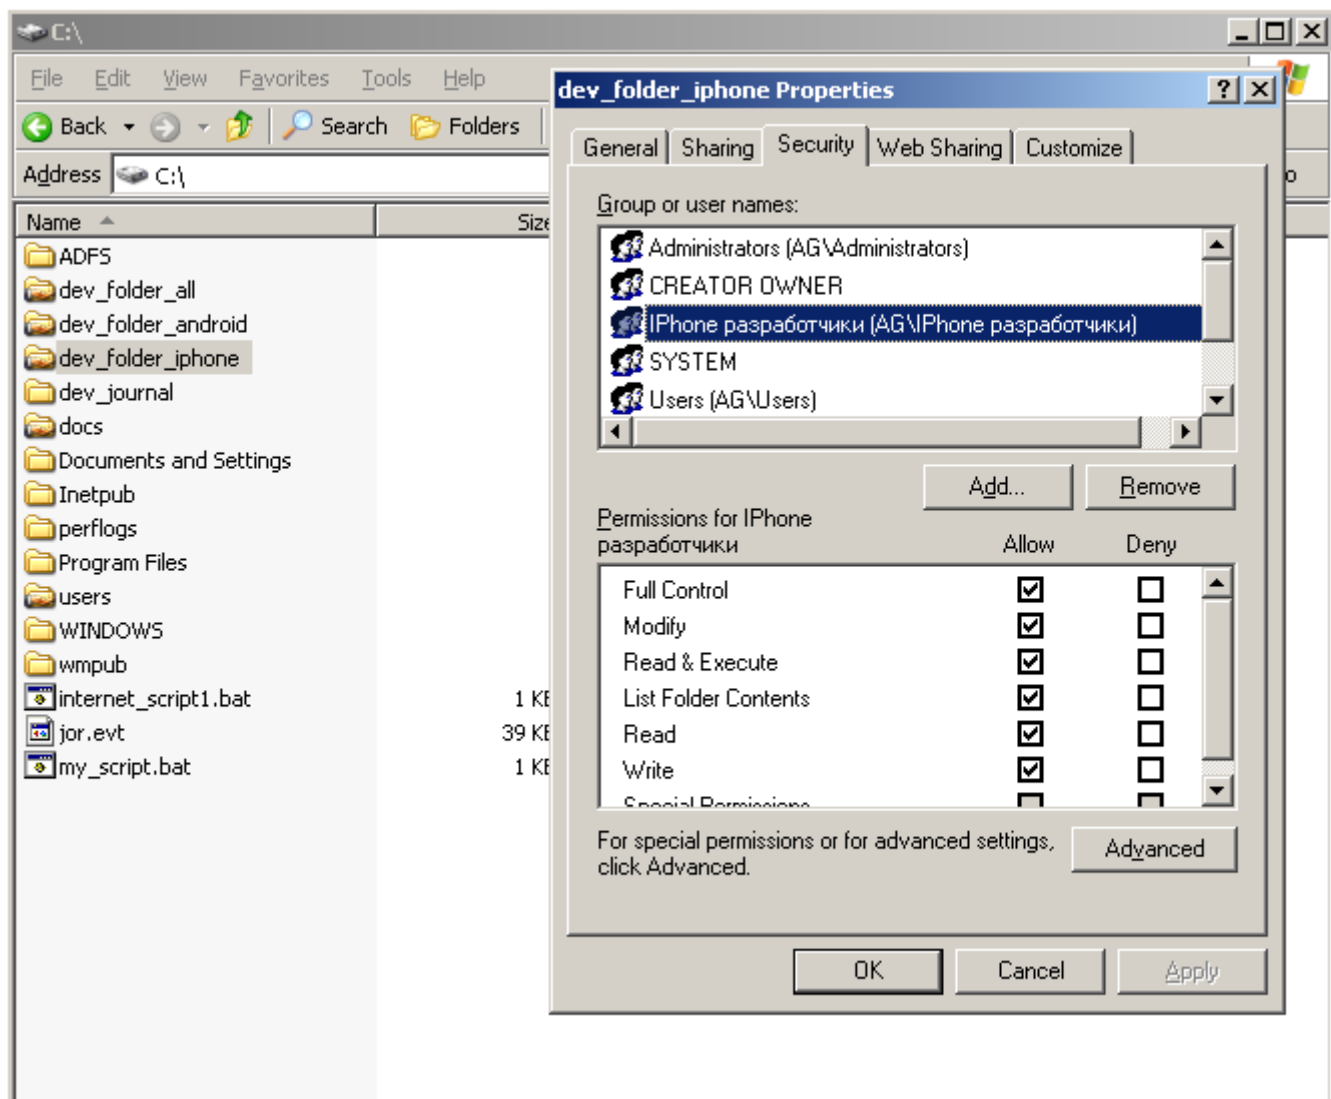 C:\
File Edit View Favorites Tools Help
Back Search Folders
Address C:\
Name Size
ADFS
dev_folder_all
dev_folder_android
dev_folder_iphone
dev_journal
docs
Documents and Settings
Inetpub
perflogs
Program Files
users
WINDOWS
wmpub
internet_script1.bat 1 KB
jor.evt 39 KB
my_script.bat 1 KB
dev_folder_iphone Properties
General Sharing Security Web Sharing Customize
Group or user names:
Administrators (AG\Administrators)
CREATOR OWNER
IPhone разработчики (AG\IPhone разработчики)
SYSTEM
Users (AG\Users)
Add... Remove
Permissions for IPhone
разработчики Allow Deny
Full Control
Modify
Read & Execute
List Folder Contents
Read
Write
Special Permissions
For special permissions or for advanced settings,
click Advanced.
Advanced
OK Cancel Apply